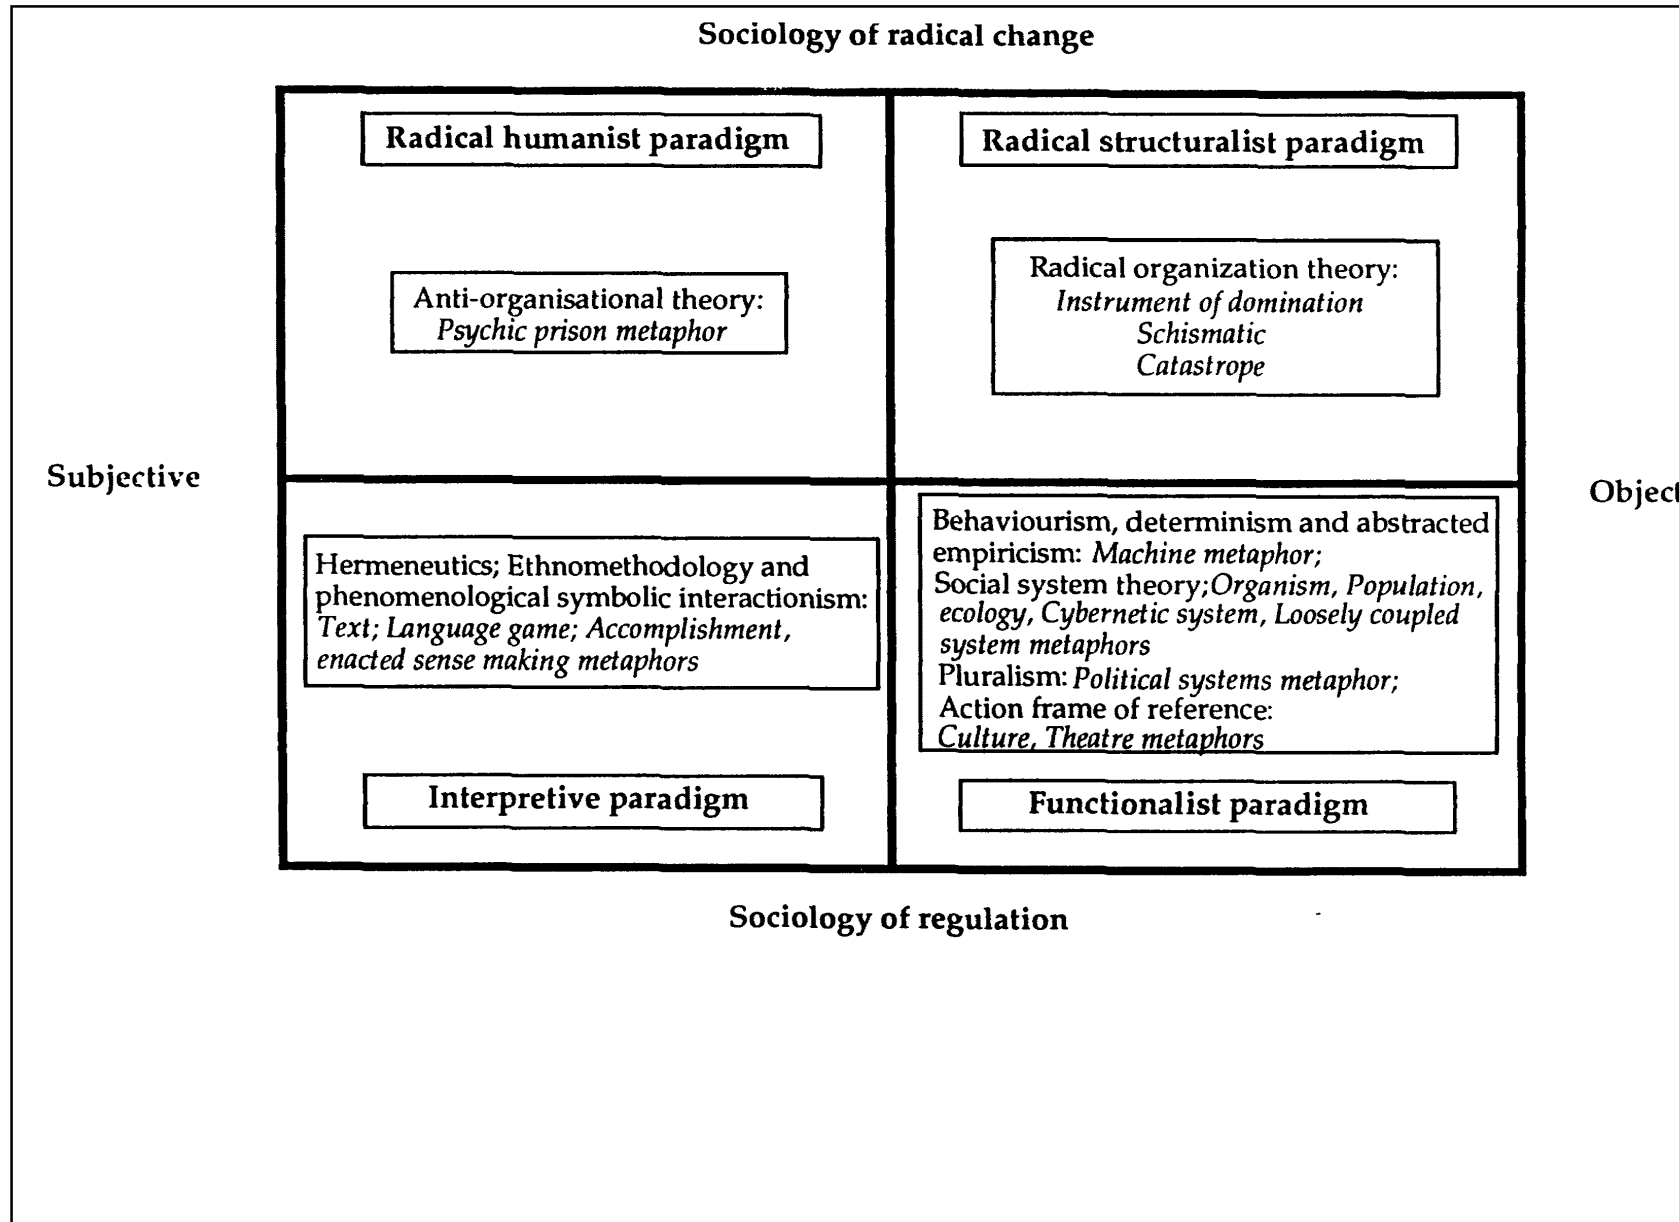 Sociology of radical change
Radical humanist paradigm
Radical structuralist paradigm
Anti-organisational theory:
Psychic prison metaphor
Radical organization theory:
Instrument of domination
Schismatic
Catastrope
Subjective
Object
Hermeneutics; Ethnomethodology and
phenomenological symbolic interactionism:
Text; Language game; Accomplishment,
enacted sense making metaphors
Behaviourism, determinism and abstracted
empiricism: Machine metaphor;
Social system theory;Organism, Population,
ecology, Cybernetic system, Loosely coupled
system metaphors
Pluralism: Political systems metaphor;
Action frame of reference:
Culture, Theatre metaphors
Interpretive paradigm
Functionalist paradigm
Sociology of regulation